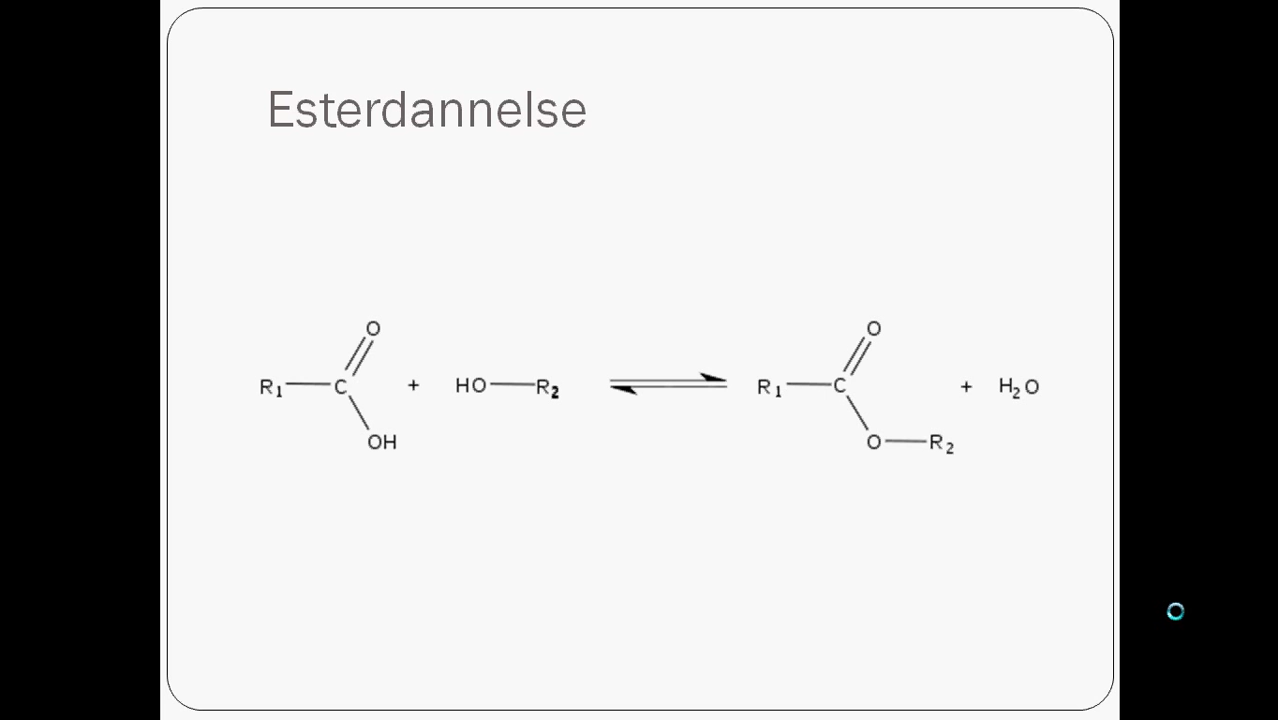 Esterdannelse
O O
R₁ C + HO R₂ R₁ C + H₂O
OH O R₂